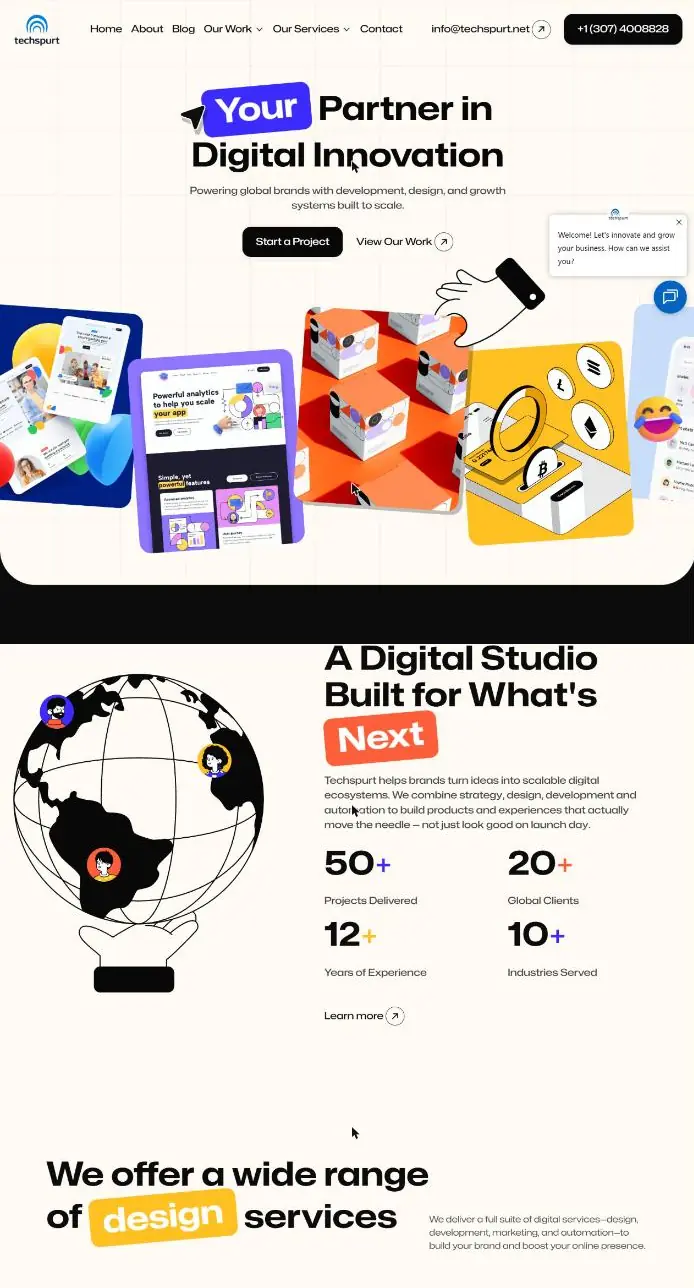 techspurt
Home About Blog Our Work Our Services Contact info@techspurt.net +1 (307) 4008828
Your Partner in
Digital Innovation
Powering global brands with development, design, and growth
systems built to scale.
Start a Project View Our Work
techspurt
Welcome! Let's innovate and grow
your business. How can we assist
you?
Powerful analytics
to help you scale
your app
Simple, yet
powerful features
A Digital Studio
Built for What's
Next
Techspurt helps brands turn ideas into scalable digital
ecosystems. We combine strategy, design, development and
automation to build products and experiences that actually
move the needle – not just look good on launch day.
50+ 20+
Projects Delivered Global Clients
12+ 10+
Years of Experience Industries Served
Learn more
We offer a wide range
of design services
We deliver a full suite of digital services—design,
development, marketing, and automation—to
build your brand and boost your online presence.